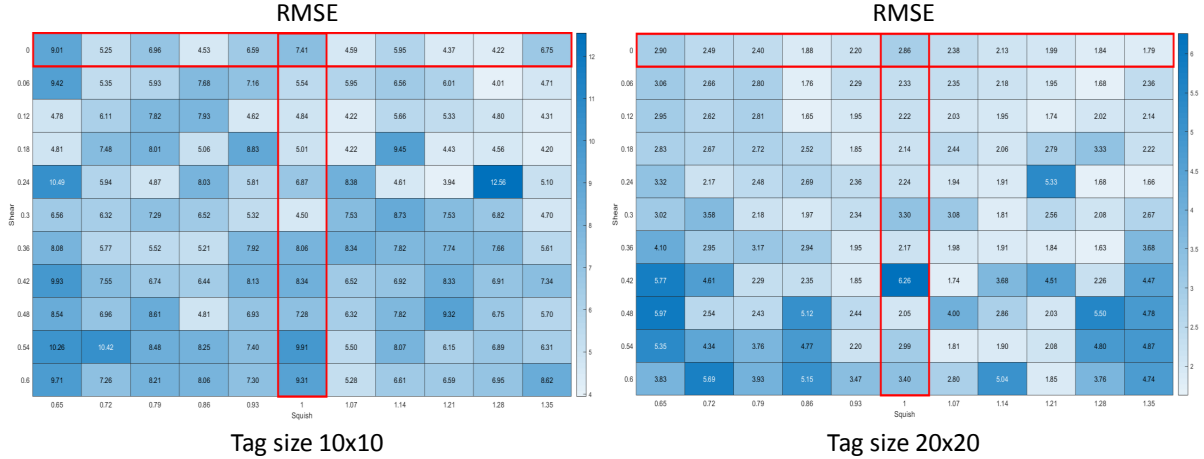 RMSE
RMSE
0 9.01 5.25 6.96 4.53 6.59 7.41 4.59 5.95 4.37 4.22 6.75
0.06 9.42 5.35 5.93 7.68 7.16 5.54 5.95 6.56 6.01 4.01 4.71
0.12 4.78 6.11 7.82 7.93 4.62 4.84 4.22 5.66 5.33 4.80 4.31
0.18 4.81 7.48 8.01 5.06 8.83 5.01 4.22 9.45 4.43 4.56 4.20
0.24 10.49 5.94 4.87 8.03 5.81 6.87 8.38 4.61 3.94 12.56 5.10
0.3 6.56 6.32 7.29 6.52 5.32 4.50 7.53 8.73 7.53 6.82 4.70
0.36 8.08 5.77 5.52 5.21 7.92 8.06 8.34 7.82 7.74 7.66 5.61
0.42 9.93 7.55 6.74 6.44 8.13 8.34 6.52 6.92 8.33 6.91 7.34
0.48 8.54 6.96 8.61 4.81 6.93 7.28 6.32 7.82 9.32 6.75 5.70
0.54 10.26 10.42 8.48 8.25 7.40 9.91 5.50 8.07 6.15 6.89 6.31
0.6 9.71 7.26 8.21 8.06 7.30 9.31 5.28 6.61 6.59 6.95 8.62
0.65 0.72 0.79 0.86 0.93 1 1.07 1.14 1.21 1.28 1.35
Shear
Squish
12
11
10
9
8
7
6
5
4
Tag size 10x10
0 2.90 2.49 2.40 1.88 2.20 2.86 2.38 2.13 1.99 1.84 1.79
0.06 3.06 2.66 2.80 1.76 2.29 2.33 2.35 2.18 1.95 1.68 2.36
0.12 2.95 2.62 2.81 1.65 1.95 2.22 2.03 1.95 1.74 2.02 2.14
0.18 2.83 2.67 2.72 2.52 1.85 2.14 2.44 2.06 2.79 3.33 2.22
0.24 3.32 2.17 2.48 2.69 2.36 2.24 1.94 1.91 5.33 1.68 1.66
0.3 3.02 3.58 2.18 1.97 2.34 3.30 3.08 1.81 2.56 2.08 2.67
0.36 4.10 2.95 3.17 2.94 1.95 2.17 1.98 1.91 1.84 1.63 3.68
0.42 5.77 4.61 2.29 2.35 1.85 6.26 1.74 3.68 4.51 2.26 4.47
0.48 5.97 2.54 2.43 5.12 2.44 2.05 4.00 2.86 2.03 5.50 4.78
0.54 5.35 4.34 3.76 4.77 2.20 2.99 1.81 1.90 2.08 4.80 4.87
0.6 3.83 5.69 3.93 5.15 3.47 3.40 2.80 5.04 1.85 3.76 4.74
0.65 0.72 0.79 0.86 0.93 1 1.07 1.14 1.21 1.28 1.35
Shear
Squish
6
5.5
5
4.5
4
3.5
3
2.5
2
Tag size 20x20